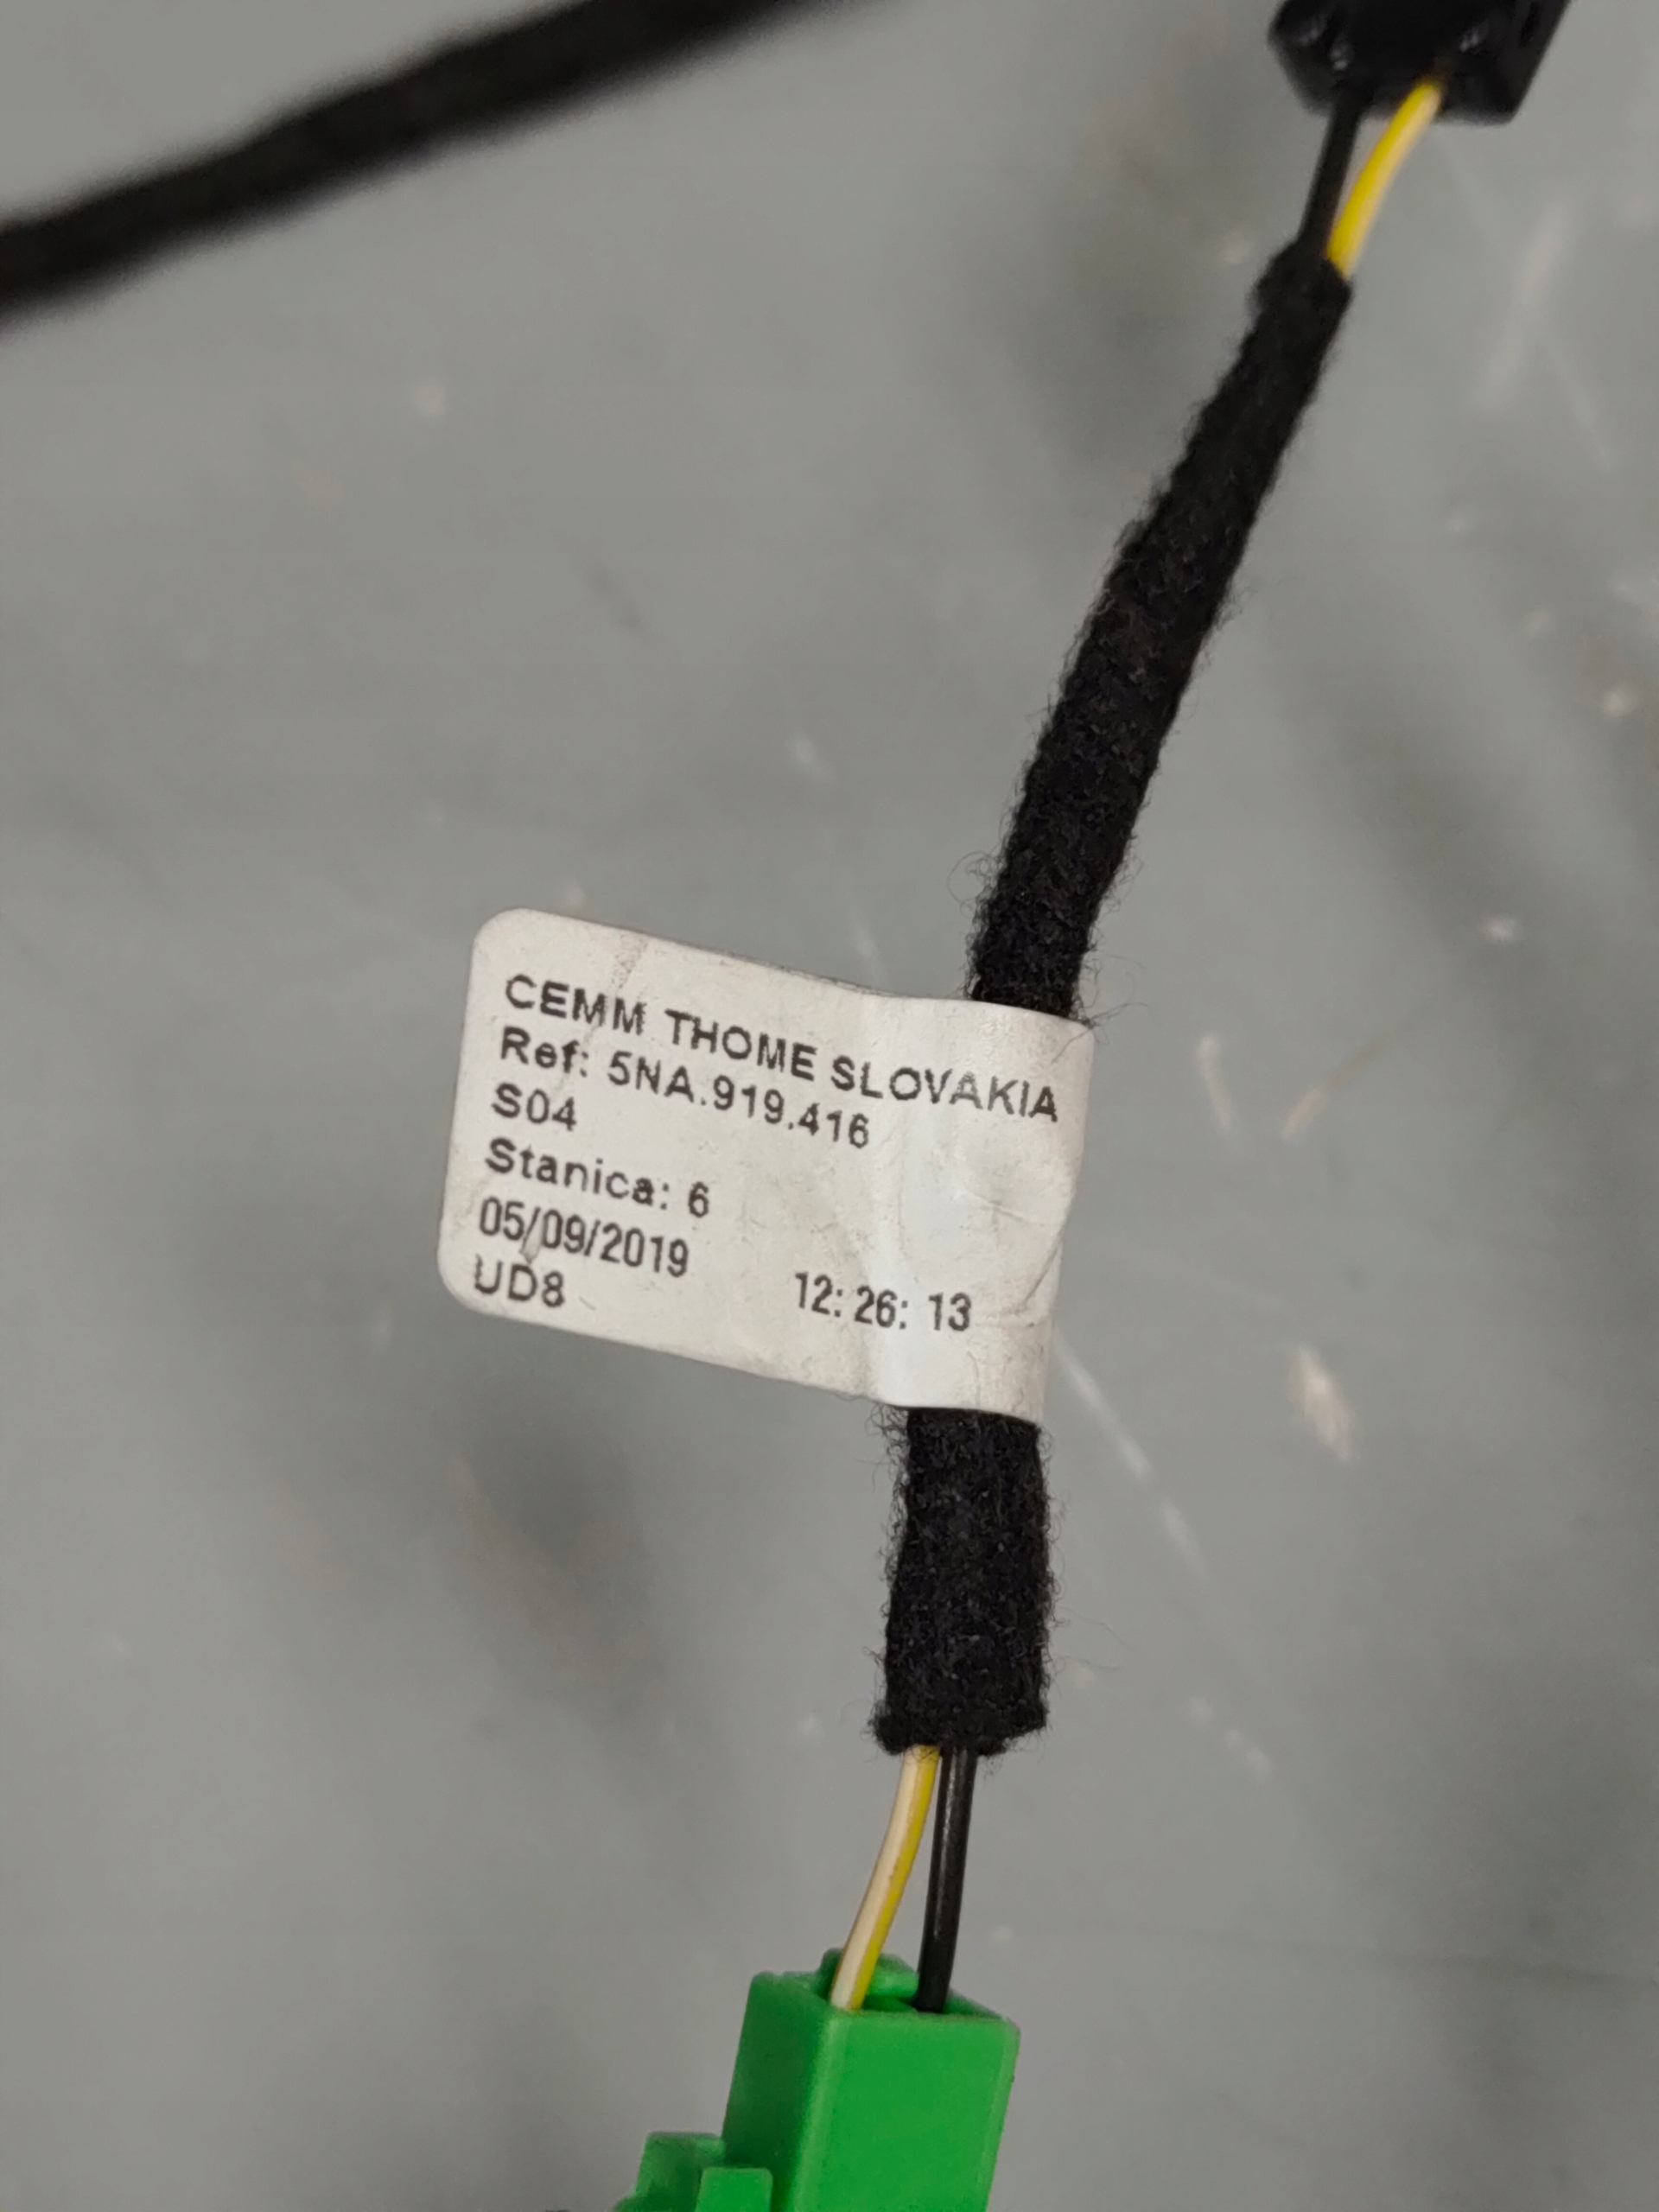 CEMM THOME SLOVAKIA
Ref: 5NA.919.416
S04
Stanica: 6
05/09/2019 12:26:13
UD8